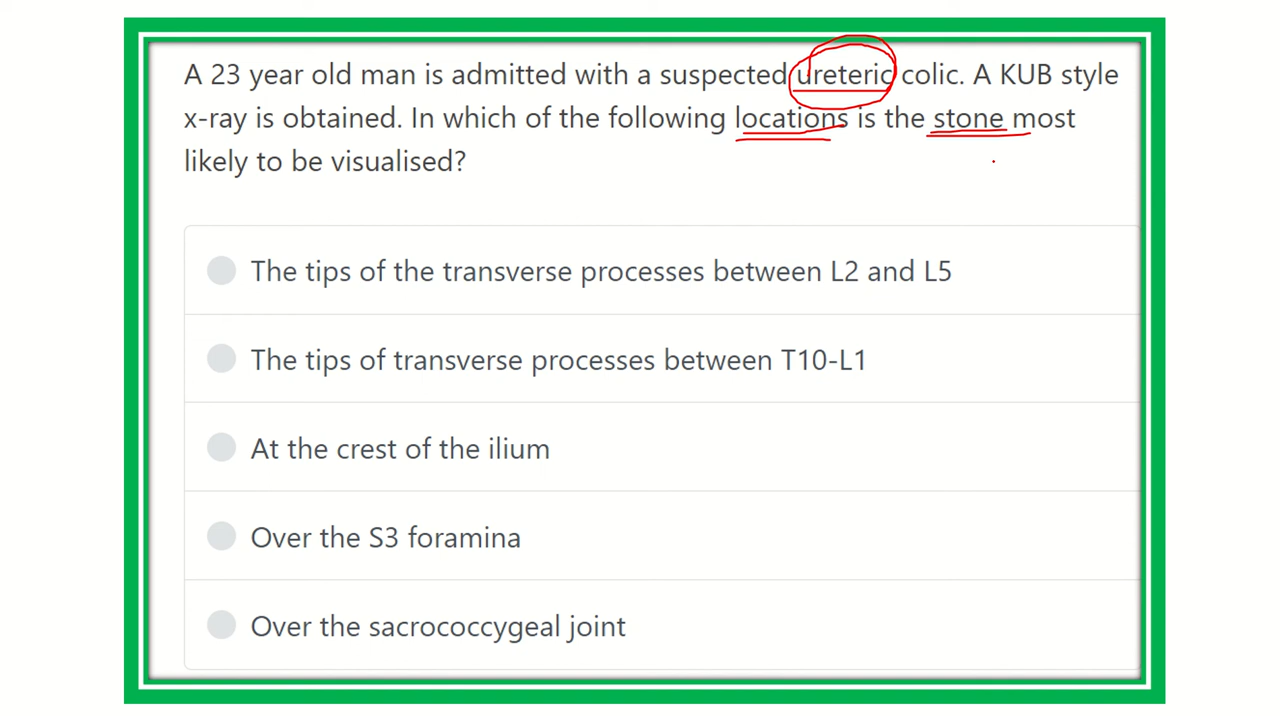 A 23 year old man is admitted with a suspected ureteric colic. A KUB style
x-ray is obtained. In which of the following locations is the stone most
likely to be visualised?
The tips of the transverse processes between L2 and L5
The tips of transverse processes between T10-L1
At the crest of the ilium
Over the S3 foramina
Over the sacrococcygeal joint